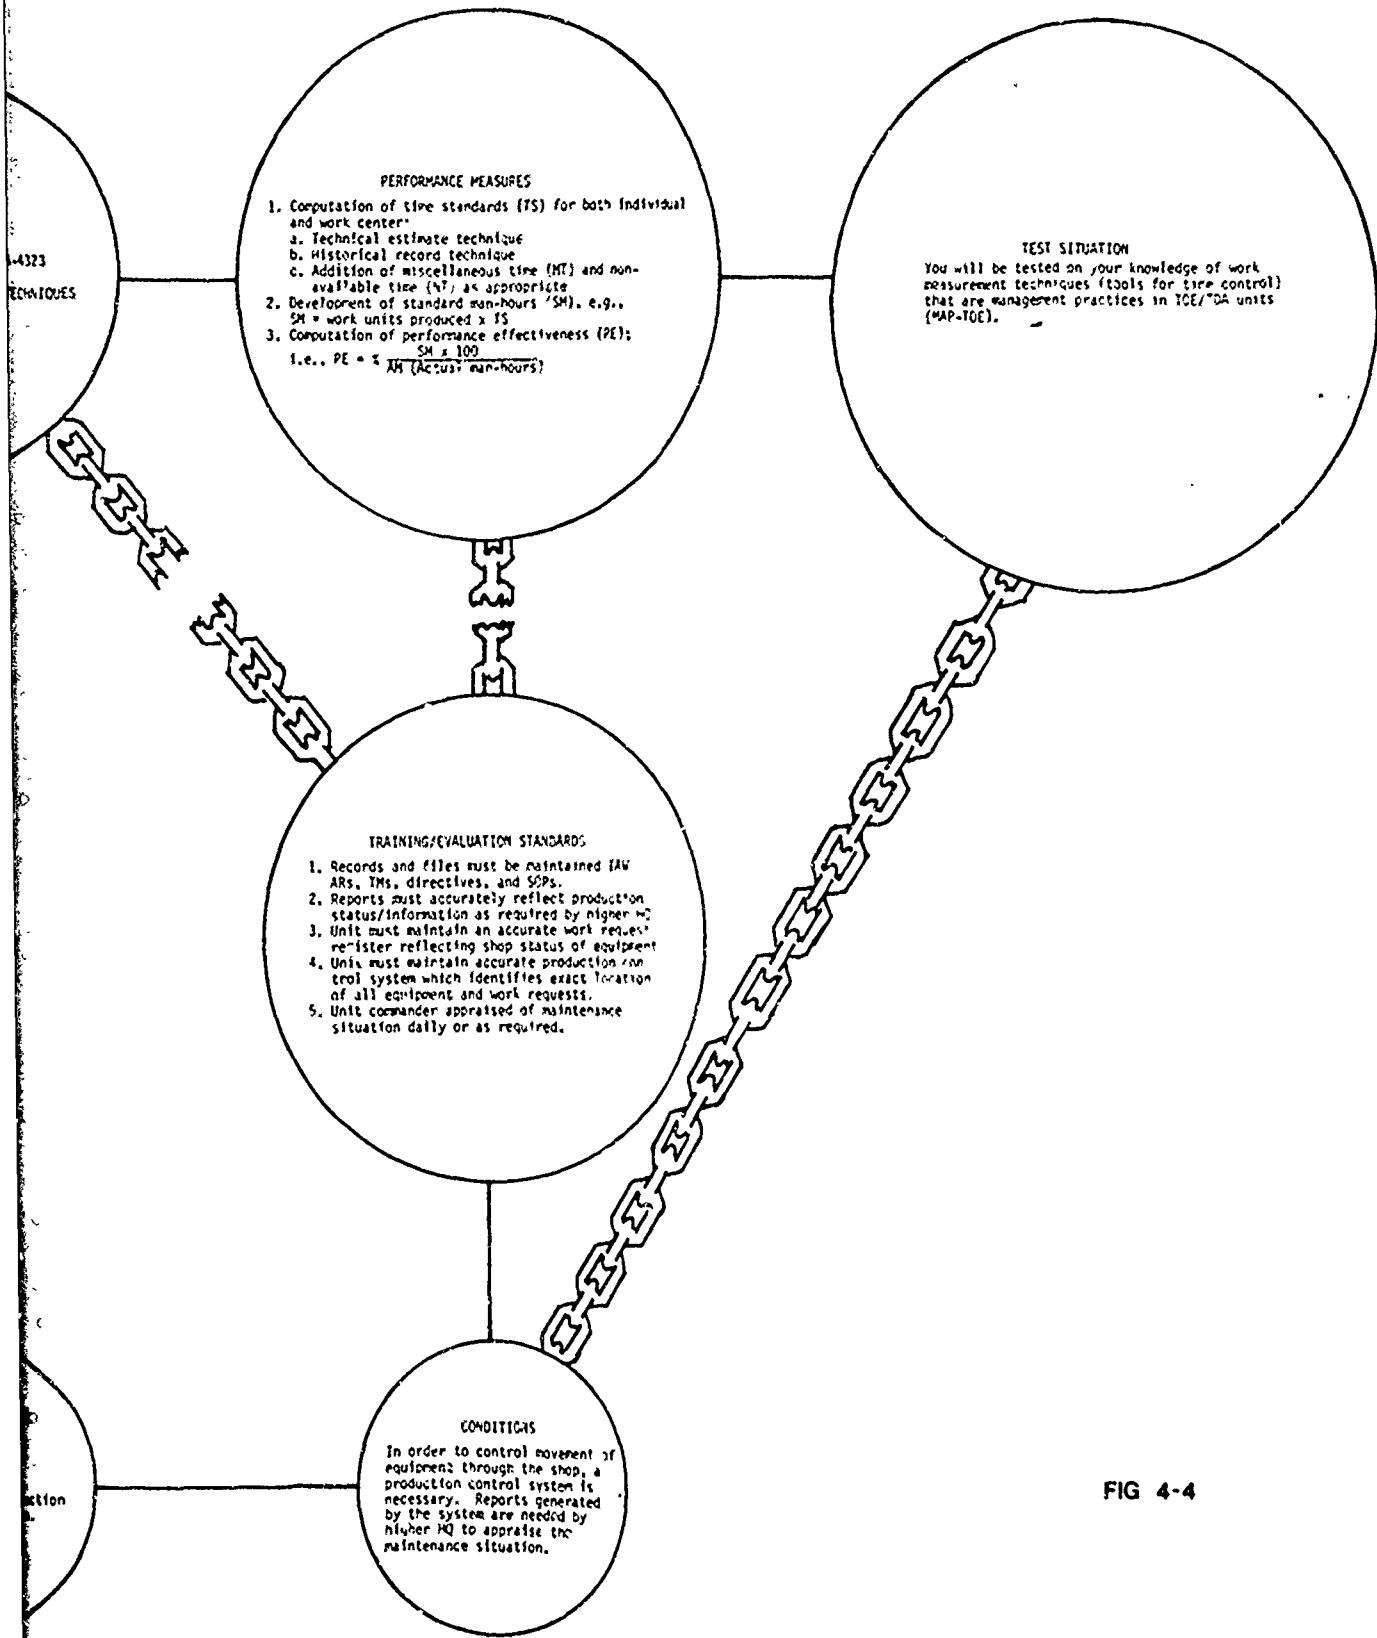 -4323
TECHNIQUES
PERFORMANCE MEASURES
1. Computation of time standards (TS) for both individual
and work center:
a. Technical estimate technique
b. Historical record technique
c. Addition of miscellaneous time (MT) and non-
available time (NT) as appropriate
2. Development of standard man-hours (SM), e.g.,
SM = work units produced x TS
3. Computation of performance effectiveness (PE);
i.e., PE = % SM x 100
AM (Actual man-hours)
TEST SITUATION
You will be tested on your knowledge of work
measurement techniques (tools for time control)
that are management practices in TOE/TDA units
(MAP-TOE).
TRAINING/EVALUATION STANDARDS
1. Records and files must be maintained IAW
ARs, TMs, directives, and SOPs.
2. Reports must accurately reflect production
status/information as required by higher HQ
3. Unit must maintain an accurate work request
register reflecting shop status of equipment
4. Unit must maintain accurate production con
trol system which identifies exact location
of all equipment and work requests.
5. Unit commander appraised of maintenance
situation daily or as required.
CONDITIONS
In order to control movement of
equipment through the shop, a
production control system is
necessary. Reports generated
by the system are needed by
higher HQ to appraise the
maintenance situation.
ction
FIG 4-4